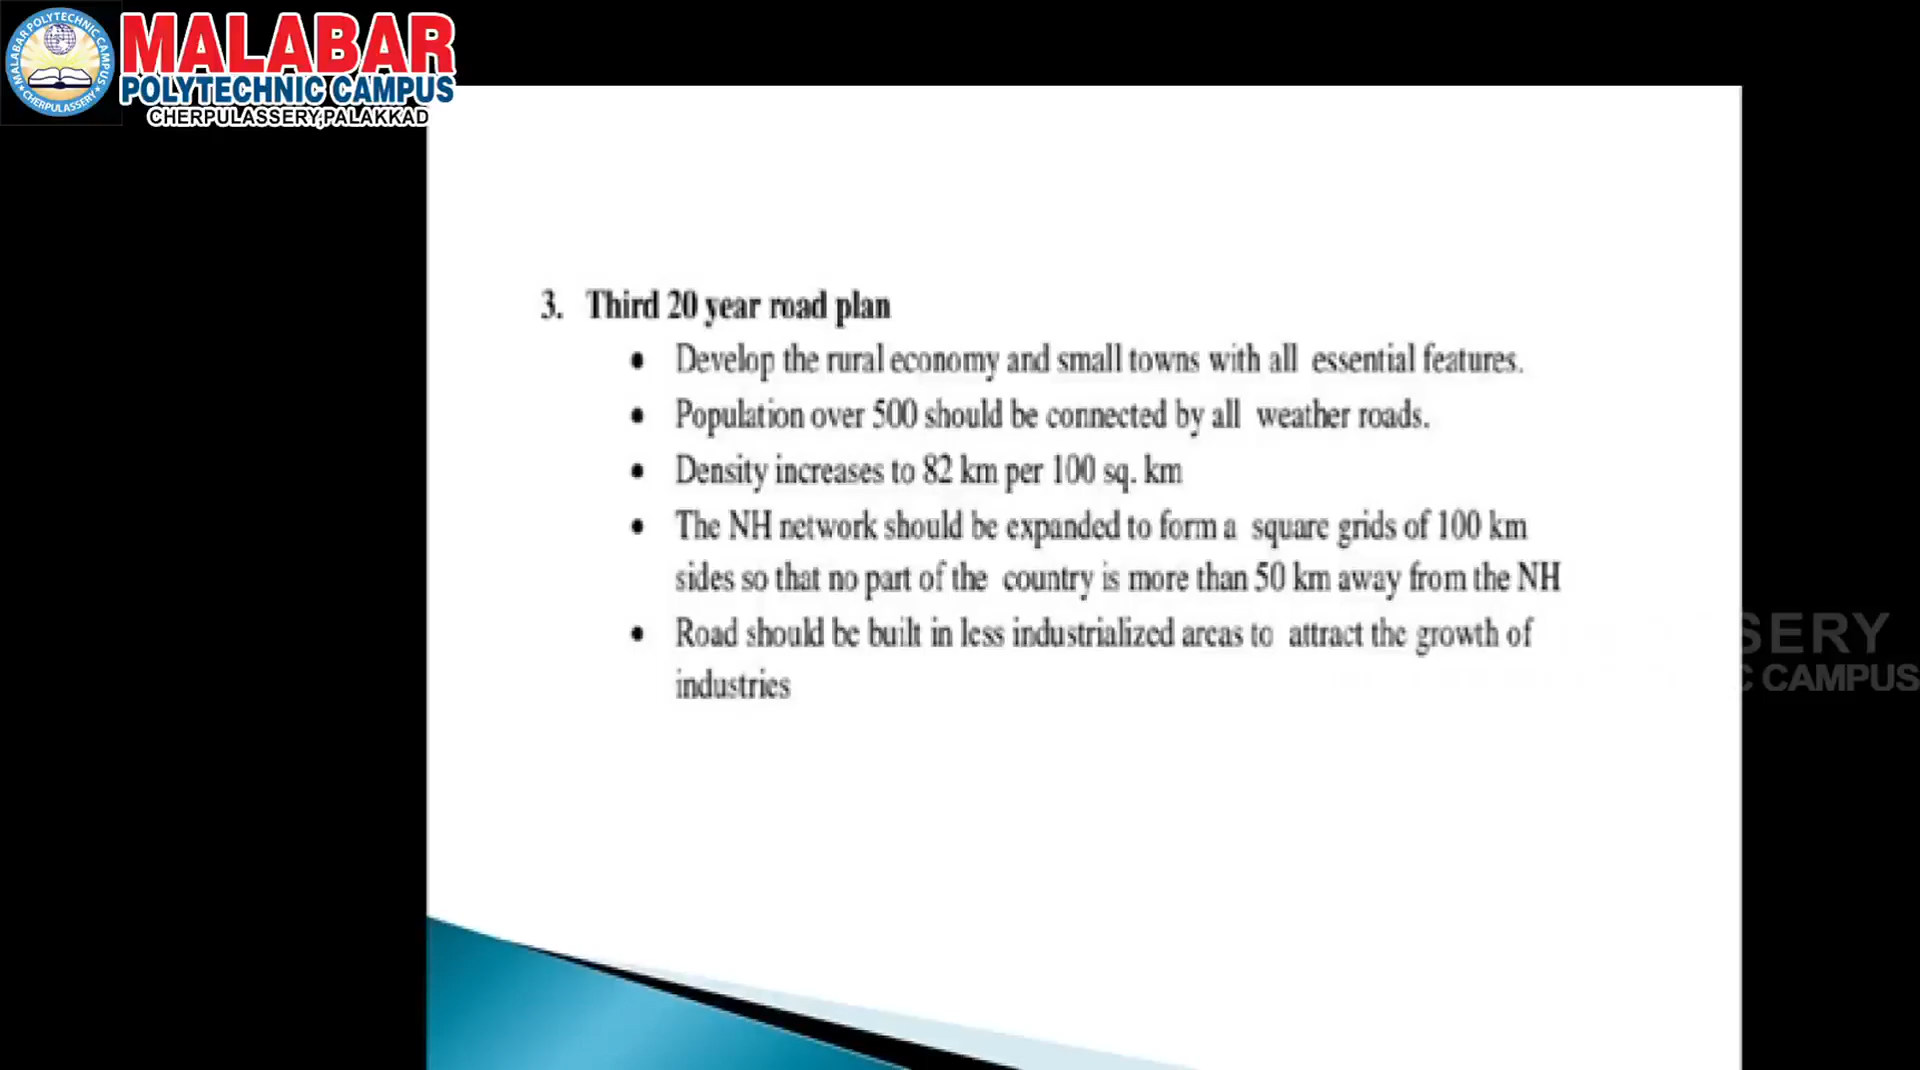 MALABAR POLYTECHNIC CAMPUS
CHERPULASSERY
MALABAR
POLYTECHNIC CAMPUS
CHERPULASSERY,PALAKKAD
3. Third 20 year road plan
• Develop the rural economy and small towns with all essential features.
• Population over 500 should be connected by all weather roads.
• Density increases to 82 km per 100 sq. km
• The NH network should be expanded to form a square grids of 100 km
sides so that no part of the country is more than 50 km away from the NH
• Road should be built in less industrialized areas to attract the growth of
industries
CAMPUS